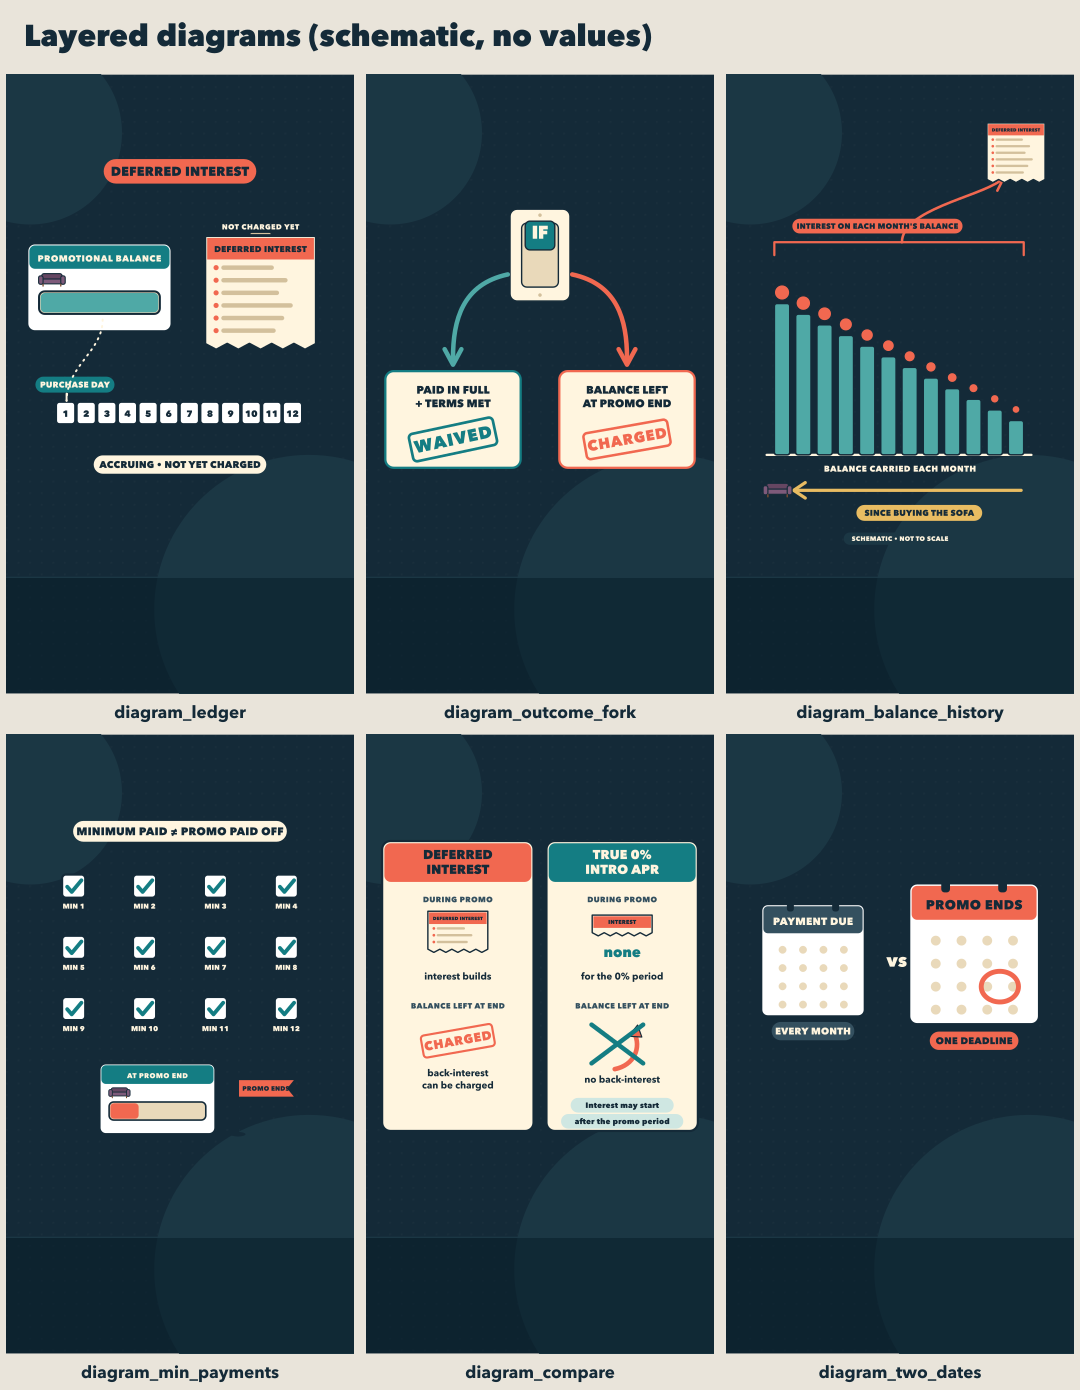 Layered diagrams (schematic, no values)
DEFERRED INTEREST
NOT CHARGED YET
PROMOTIONAL BALANCE
DEFERRED INTEREST
PURCHASE DAY
1 2 3 4 5 6 7 8 9 10 11 12
ACCRUING • NOT YET CHARGED
diagram_ledger
IF
PAID IN FULL
+ TERMS MET
WAIVED
BALANCE LEFT
AT PROMO END
CHARGED
diagram_outcome_fork
DEFERRED INTEREST
INTEREST ON EACH MONTH'S BALANCE
BALANCE CARRIED EACH MONTH
SINCE BUYING THE SOFA
SCHEMATIC • NOT TO SCALE
diagram_balance_history
MINIMUM PAID ≠ PROMO PAID OFF
MIN 1 MIN 2 MIN 3 MIN 4
MIN 5 MIN 6 MIN 7 MIN 8
MIN 9 MIN 10 MIN 11 MIN 12
AT PROMO END
PROMO ENDS
diagram_min_payments
DEFERRED
INTEREST
DURING PROMO
DEFERRED INTEREST
interest builds
BALANCE LEFT AT END
CHARGED
back-interest
can be charged
TRUE 0%
INTRO APR
DURING PROMO
INTEREST
none
for the 0% period
BALANCE LEFT AT END
no back-interest
Interest may start
after the promo period
diagram_compare
PAYMENT DUE
EVERY MONTH
VS
PROMO ENDS
ONE DEADLINE
diagram_two_dates